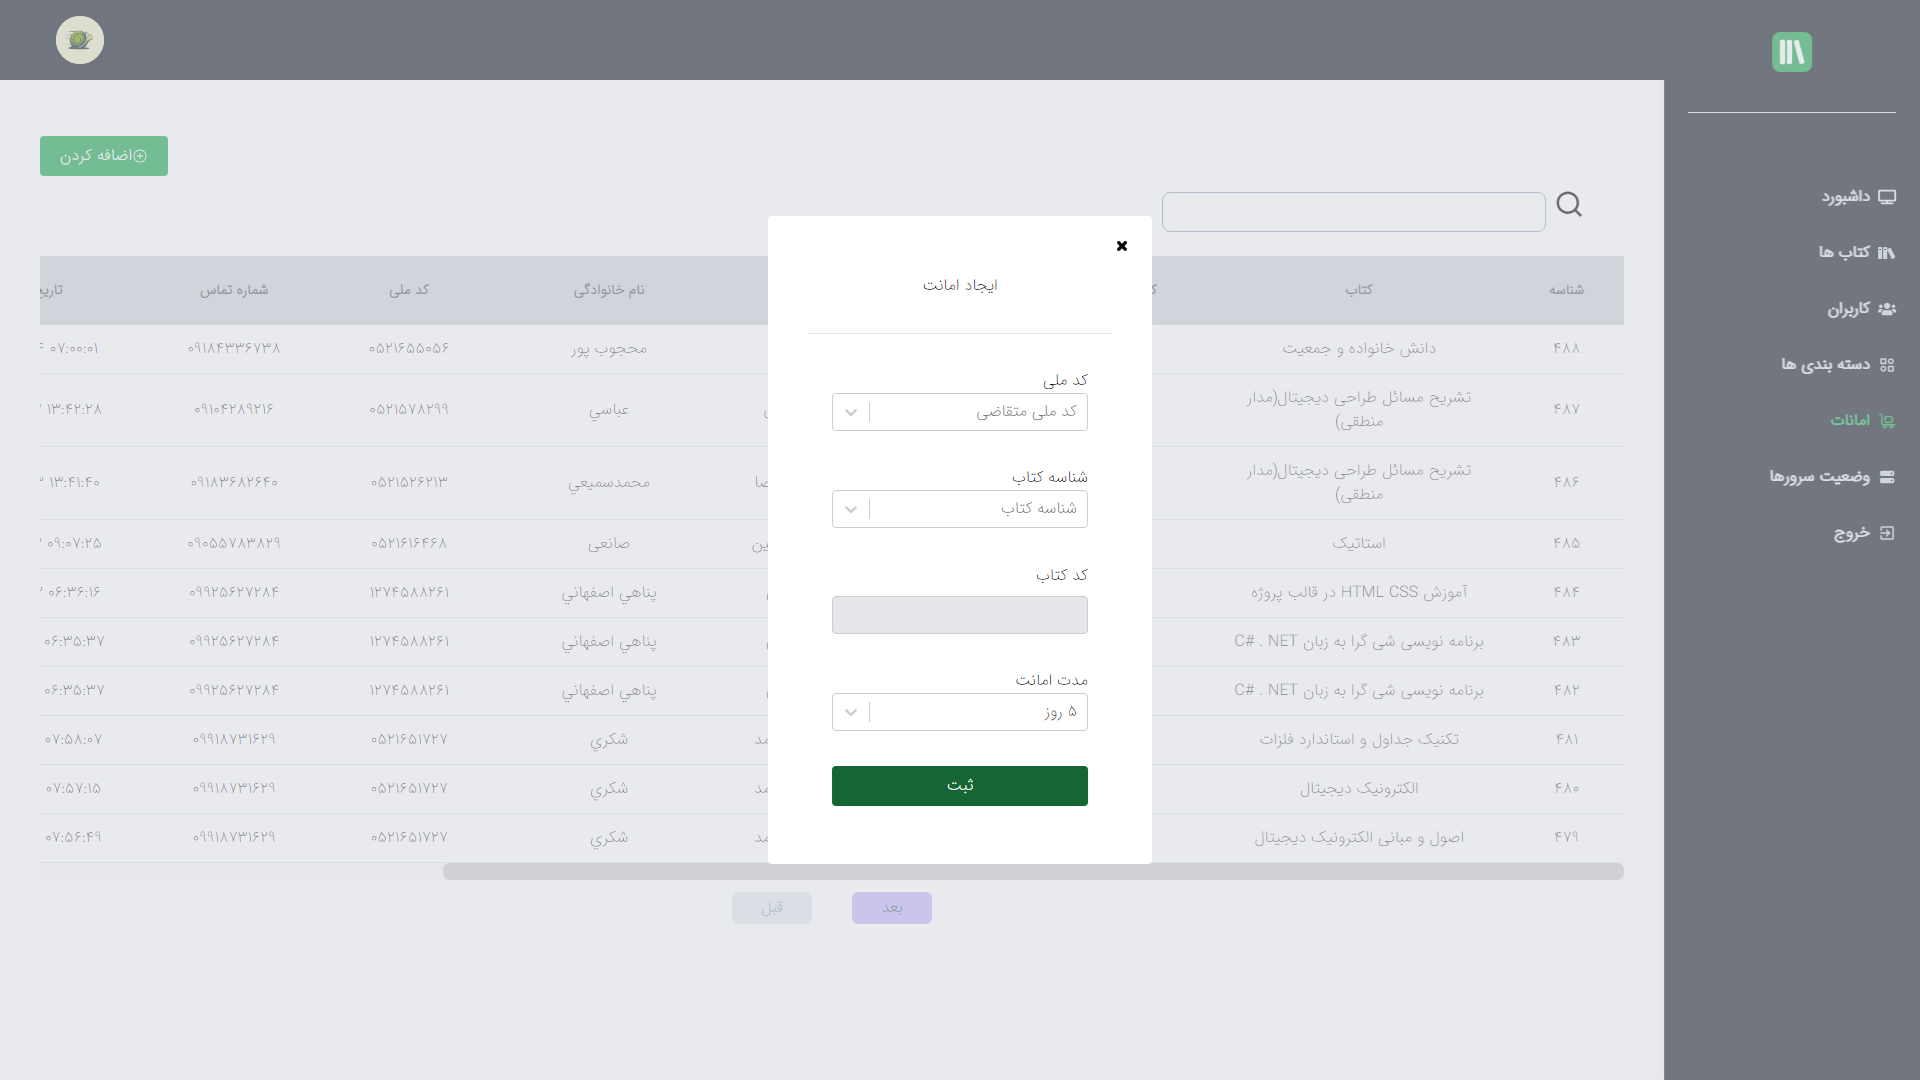 داشبورد
کتاب ها
کاربران
دسته بندی ها
امانات
وضعیت سرورها
خروج
اضافه کردن
شناسه کتاب نام خانوادگی کد ملی شماره تماس
۴۸۸ دانش خانواده و جمعیت محجوب پور ۰۵۲۱۶۵۵۰۵۶ ۰۹۱۸۴۳۳۶۷۳۸ ۰۷:۰۰:۰۱
۴۸۷ تشریح مسائل طراحی دیجیتال(مدار
منطقی) عباسي ۰۵۲۱۵۷۸۲۹۹ ۰۹۱۰۴۲۸۹۲۱۶ ۱۳:۴۲:۲۸
۴۸۶ تشریح مسائل طراحی دیجیتال(مدار
منطقی) محمدسميعي ۰۵۲۱۵۲۶۲۱۳ ۰۹۱۸۳۶۸۲۶۴۰ ۱۳:۴۱:۴۰
۴۸۵ استاتیک صانعی ۰۵۲۱۶۱۶۴۶۸ ۰۹۰۵۵۷۸۳۸۲۹ ۰۹:۰۷:۲۵
۴۸۴ آموزش HTML CSS در قالب پروژه پناهي اصفهاني ۱۲۷۴۵۸۸۲۶۱ ۰۹۹۲۵۶۲۷۲۸۴ ۰۶:۳۶:۱۶
۴۸۳ برنامه نویسی شی گرا به زبان C# . NET پناهي اصفهاني ۱۲۷۴۵۸۸۲۶۱ ۰۹۹۲۵۶۲۷۲۸۴ ۰۶:۳۵:۳۷
۴۸۲ برنامه نویسی شی گرا به زبان C# . NET پناهي اصفهاني ۱۲۷۴۵۸۸۲۶۱ ۰۹۹۲۵۶۲۷۲۸۴ ۰۶:۳۵:۳۷
۴۸۱ تکنیک جداول و استاندارد فلزات شکري ۰۵۲۱۶۵۱۷۲۷ ۰۹۹۱۸۷۳۱۶۲۹ ۰۷:۵۸:۰۷
۴۸۰ الکترونیک دیجیتال شکري ۰۵۲۱۶۵۱۷۲۷ ۰۹۹۱۸۷۳۱۶۲۹ ۰۷:۵۷:۱۵
۴۷۹ اصول و مبانی الکترونیک دیجیتال شکري ۰۵۲۱۶۵۱۷۲۷ ۰۹۹۱۸۷۳۱۶۲۹ ۰۷:۵۶:۴۹
بعد قبل
ایجاد امانت
کد ملی
کد ملی متقاضی
شناسه کتاب
شناسه کتاب
کد کتاب
مدت امانت
۵ روز
ثبت